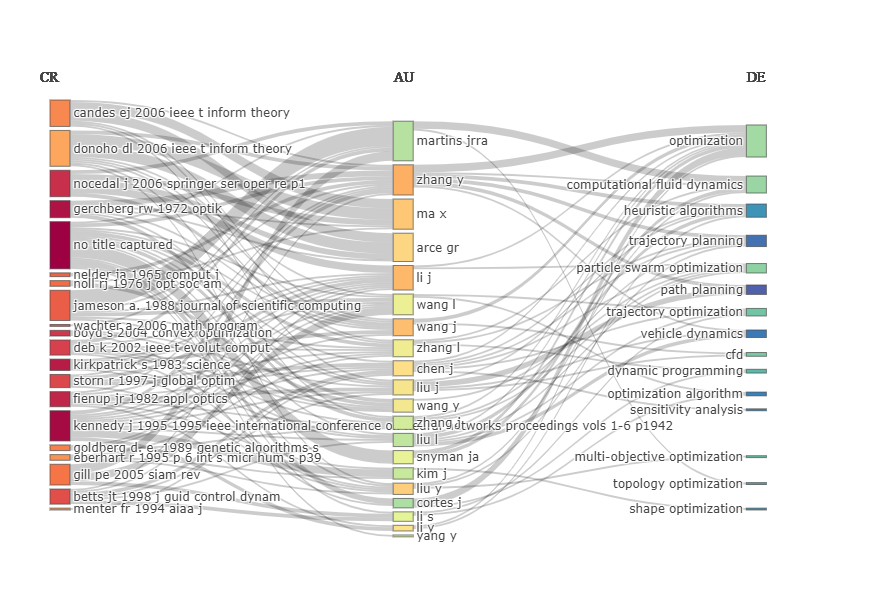 CR AU DE
candes ej 2006 ieee t inform theory
donoho dl 2006 ieee t inform theory
nocedal j 2006 springer ser oper re p1
gerchberg rw 1972 optik
no title captured
nelder ja 1965 comput j
noll rj 1976 j opt soc am
jameson a. 1988 journal of scientific computing
wachter a 2006 math program
boyd s 2004 convex optimization
deb k 2002 ieee t evolut comput
kirkpatrick s 1983 science
storn r 1997 j global optim
fienup jr 1982 appl optics
kennedy j 1995 1995 ieee international conference o tworks proceedings vols 1-6 p1942
goldberg d. e. 1989 genetic algorithms s
eberhart r 1995 p 6 int s micr hum s p39
gill pe 2005 siam rev
betts jt 1998 j guid control dynam
menter fr 1994 aiaa j
martins jrra
zhang y
ma x
arce gr
li j
wang l
wang j
zhang l
chen j
liu j
wang y
zhang j
liu l
snyman ja
kim j
liu y
cortes j
li s
li y
yang y
optimization
computational fluid dynamics
heuristic algorithms
trajectory planning
particle swarm optimization
path planning
trajectory optimization
vehicle dynamics
cfd
dynamic programming
optimization algorithm
sensitivity analysis
multi-objective optimization
topology optimization
shape optimization